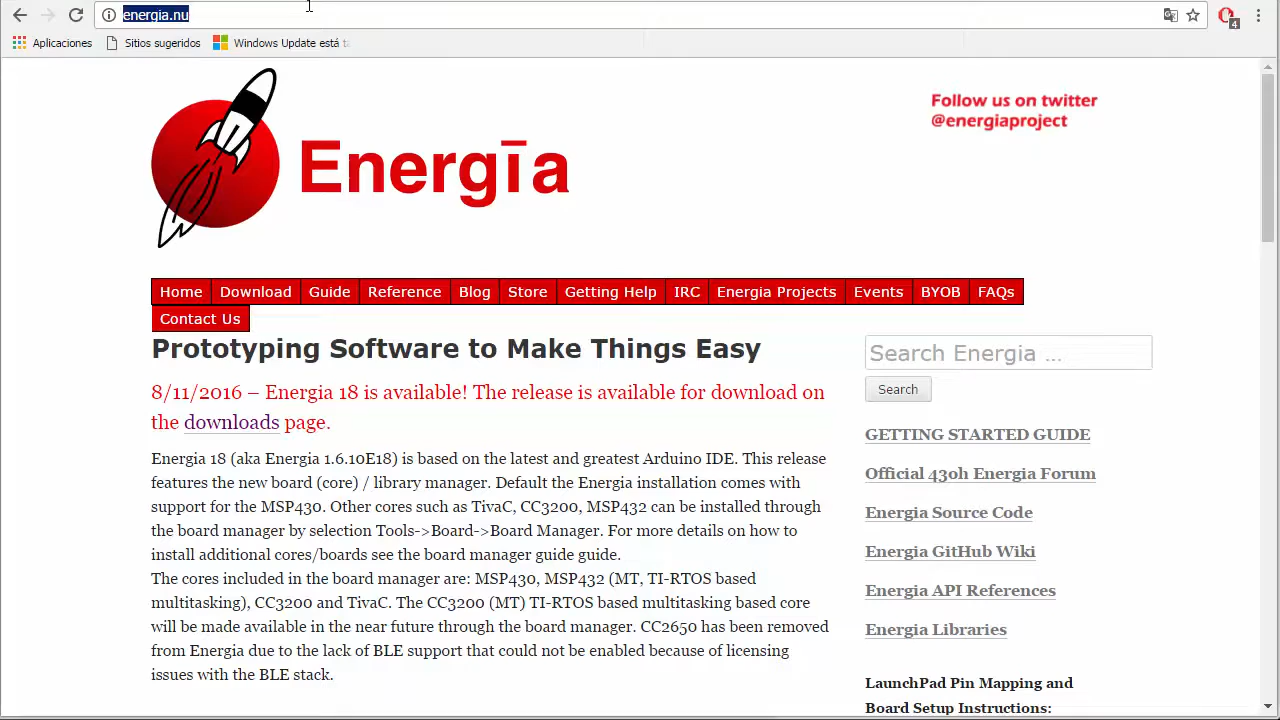 energia.nu
4
Aplicaciones
Sitios sugeridos
Windows Update está
Follow us on twitter
@energiaproject
Energīa
Home Download Guide Reference Blog Store Getting Help IRC Energia Projects Events BYOB FAQs
Contact Us
Prototyping Software to Make Things Easy
8/11/2016 – Energia 18 is available! The release is available for download on
the downloads page.
Energia 18 (aka Energia 1.6.10E18) is based on the latest and greatest Arduino IDE. This release
features the new board (core) / library manager. Default the Energia installation comes with
support for the MSP430. Other cores such as TivaC, CC3200, MSP432 can be installed through
the board manager by selection Tools->Board->Board Manager. For more details on how to
install additional cores/boards see the board manager guide guide.
The cores included in the board manager are: MSP430, MSP432 (MT, TI-RTOS based
multitasking), CC3200 and TivaC. The CC3200 (MT) TI-RTOS based multitasking based core
will be made available in the near future through the board manager. CC2650 has been removed
from Energia due to the lack of BLE support that could not be enabled because of licensing
issues with the BLE stack.
Search Energia ...
Search
GETTING STARTED GUIDE
Official 43oh Energia Forum
Energia Source Code
Energia GitHub Wiki
Energia API References
Energia Libraries
LaunchPad Pin Mapping and
Board Setup Instructions: